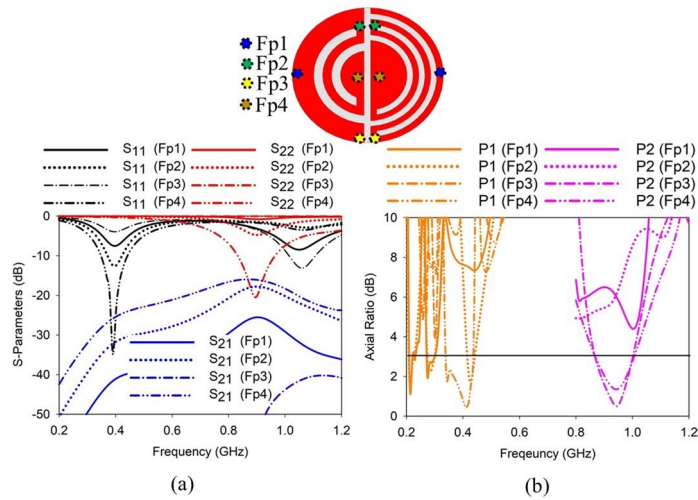 Fp1
Fp2
Fp3
Fp4
S11 (Fp1)
S11 (Fp2)
S11 (Fp3)
S11 (Fp4)
S22 (Fp1)
S22 (Fp2)
S22 (Fp3)
S22 (Fp4)
0
-10
-20
-30
-40
-50
S-Parameters (dB)
S21 (Fp1)
S21 (Fp2)
S21 (Fp3)
S21 (Fp4)
0.2 0.4 0.6 0.8 1.0 1.2
Frequency (GHz)
(a)
P1 (Fp1)
P1 (Fp2)
P1 (Fp3)
P1 (Fp4)
P2 (Fp1)
P2 (Fp2)
P2 (Fp3)
P2 (Fp4)
10
8
6
4
2
0
Axial Ratio (dB)
0.2 0.4 0.6 0.8 1.0 1.2
Freqeuncy (GHz)
(b)